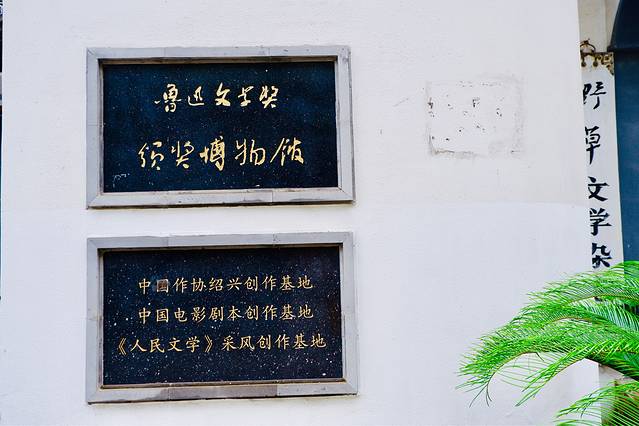 鲁迅文学奖
颁奖博物馆
中国作协绍兴创作基地
中国电影剧本创作基地
《人民文学》采风创作基地
野草文学杂